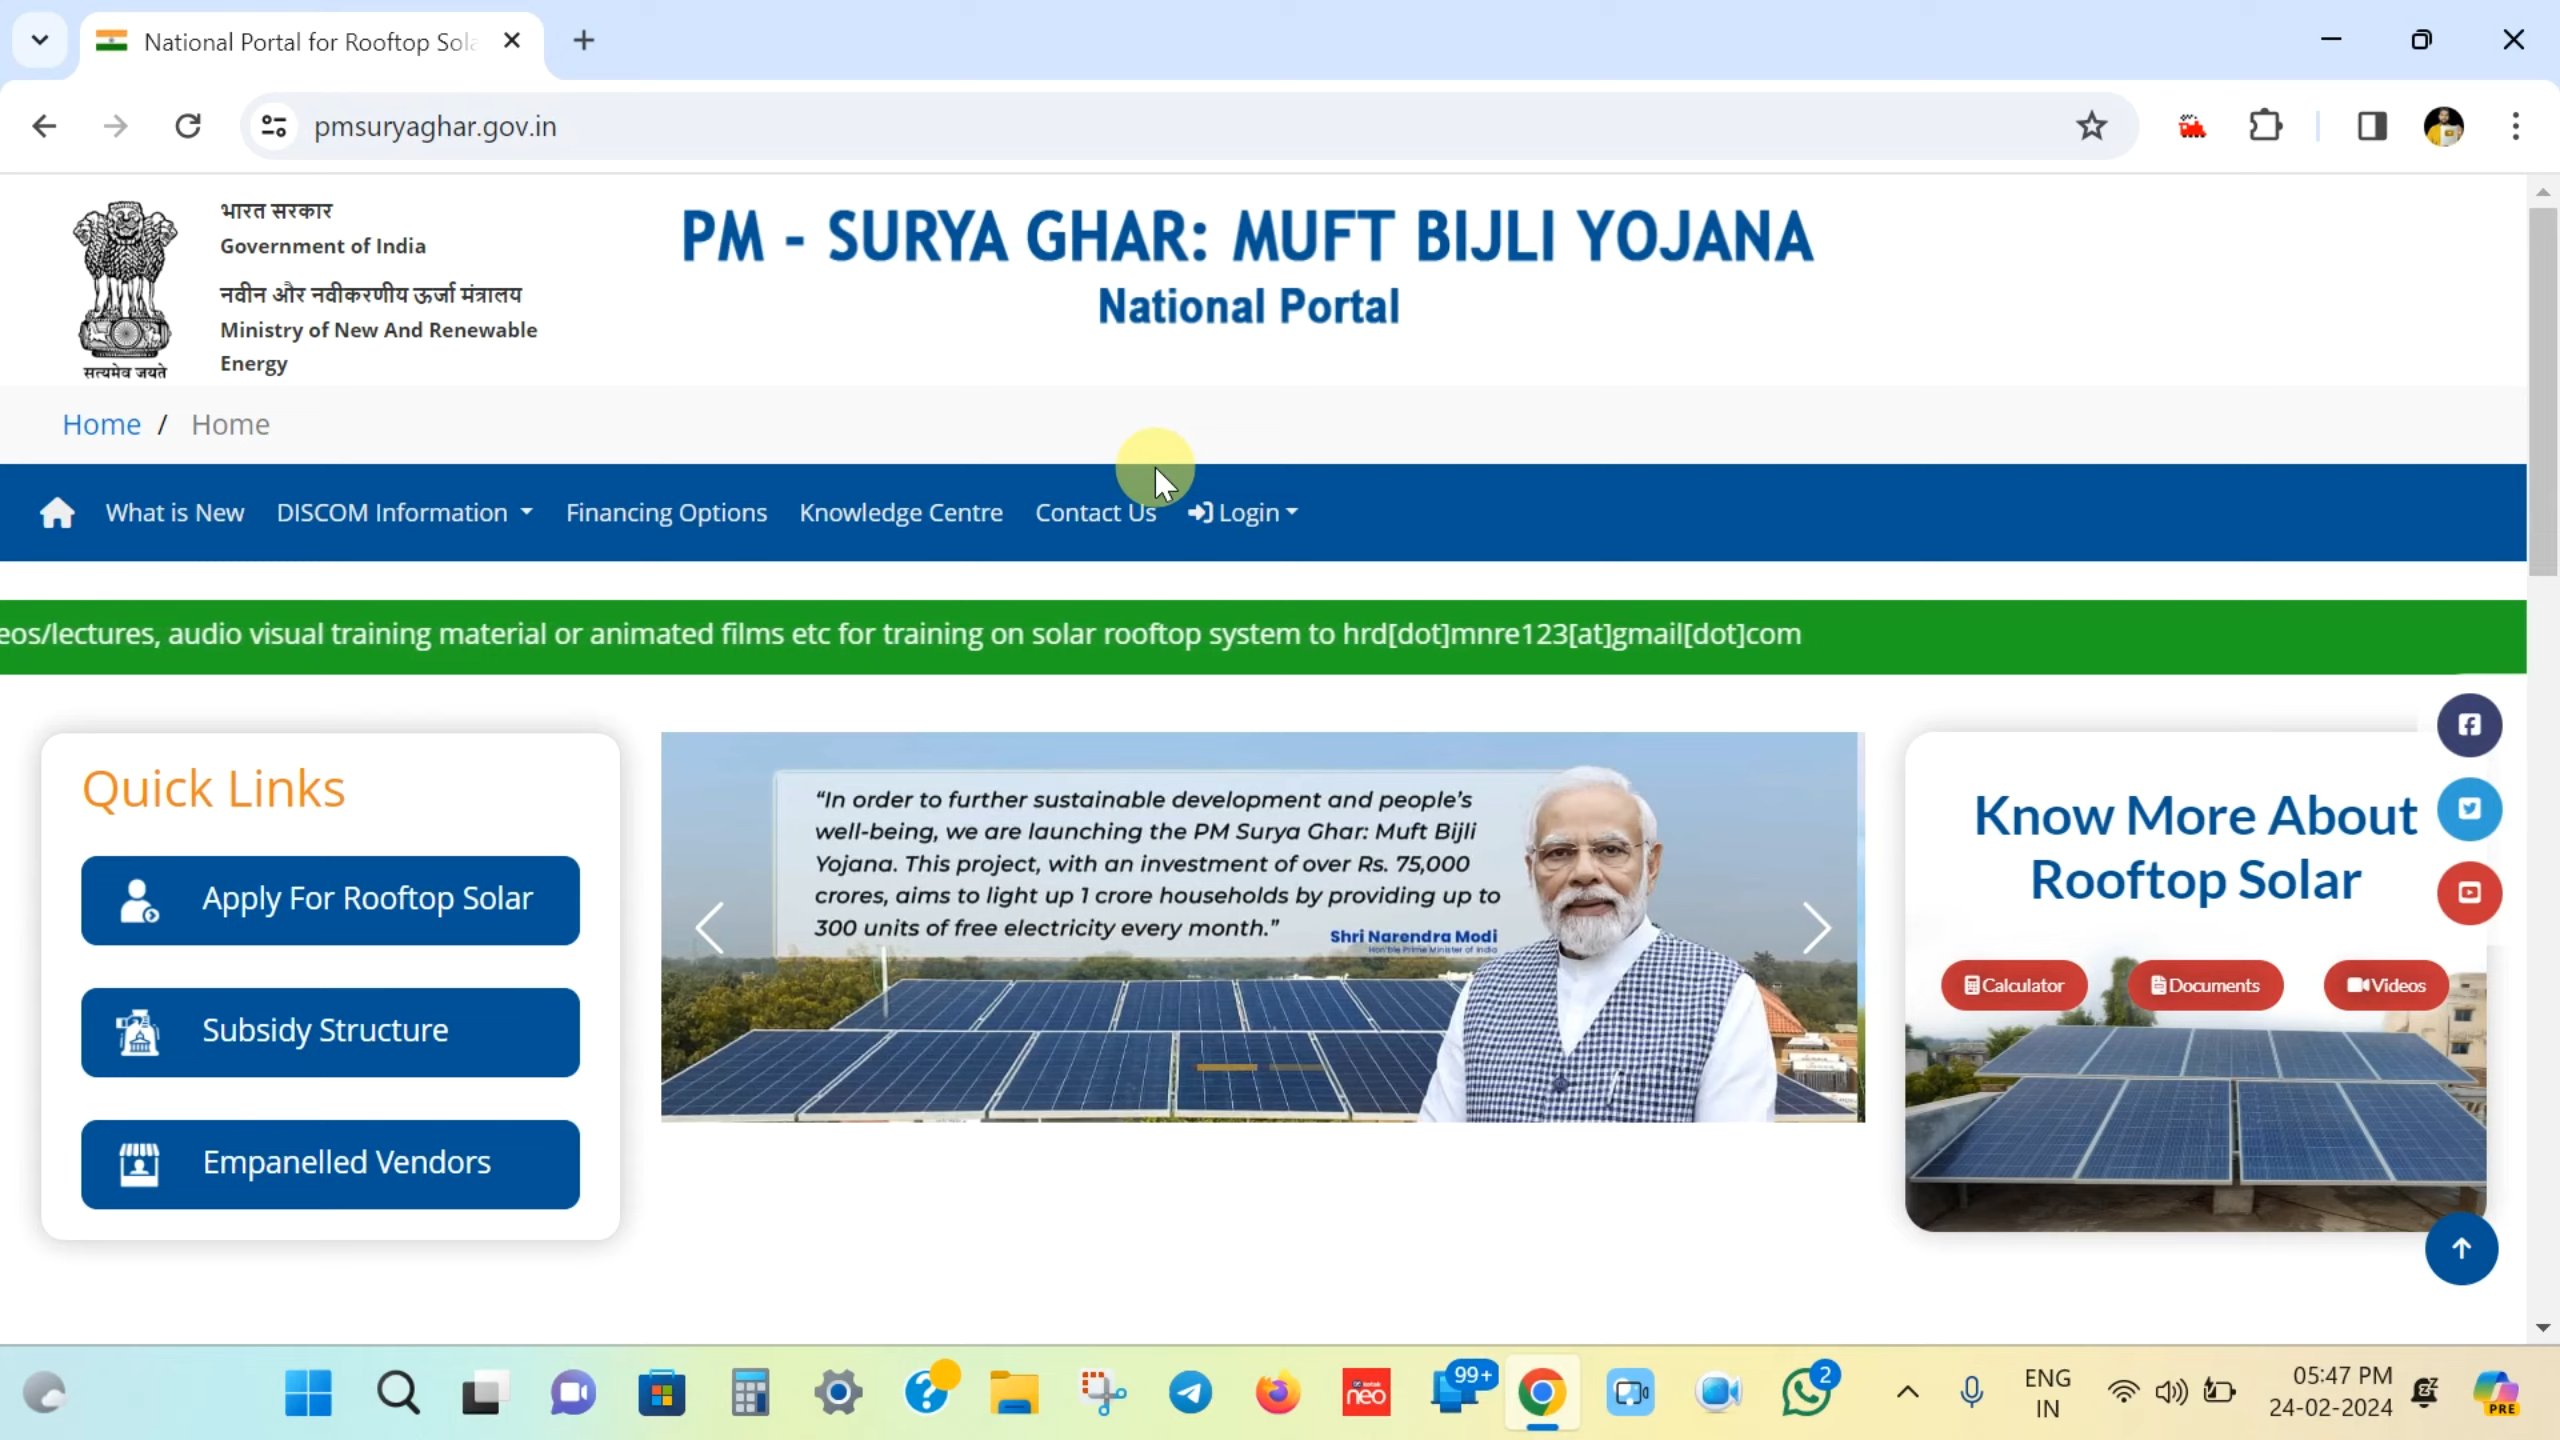 National Portal for Rooftop Sola
pmsuryaghar.gov.in
भारत सरकार
Government of India
नवीन और नवीकरणीय ऊर्जा मंत्रालय
Ministry of New And Renewable
Energy
सत्यमेव जयते
PM - SURYA GHAR: MUFT BIJLI YOJANA
National Portal
Home / Home
What is New DISCOM Information Financing Options Knowledge Centre Contact Us Login
eos/lectures, audio visual training material or animated films etc for training on solar rooftop system to hrd[dot]mnre123[at]gmail[dot]com
Quick Links
Apply For Rooftop Solar
Subsidy Structure
Empanelled Vendors
“In order to further sustainable development and people’s
well-being, we are launching the PM Surya Ghar: Muft Bijli
Yojana. This project, with an investment of over Rs. 75,000
crores, aims to light up 1 crore households by providing up to
300 units of free electricity every month.”
Shri Narendra Modi
Hon'ble Prime Minister of India
Know More About
Rooftop Solar
Calculator Documents Videos
neo
99+
2
ENG
IN
05:47 PM
24-02-2024
PRE